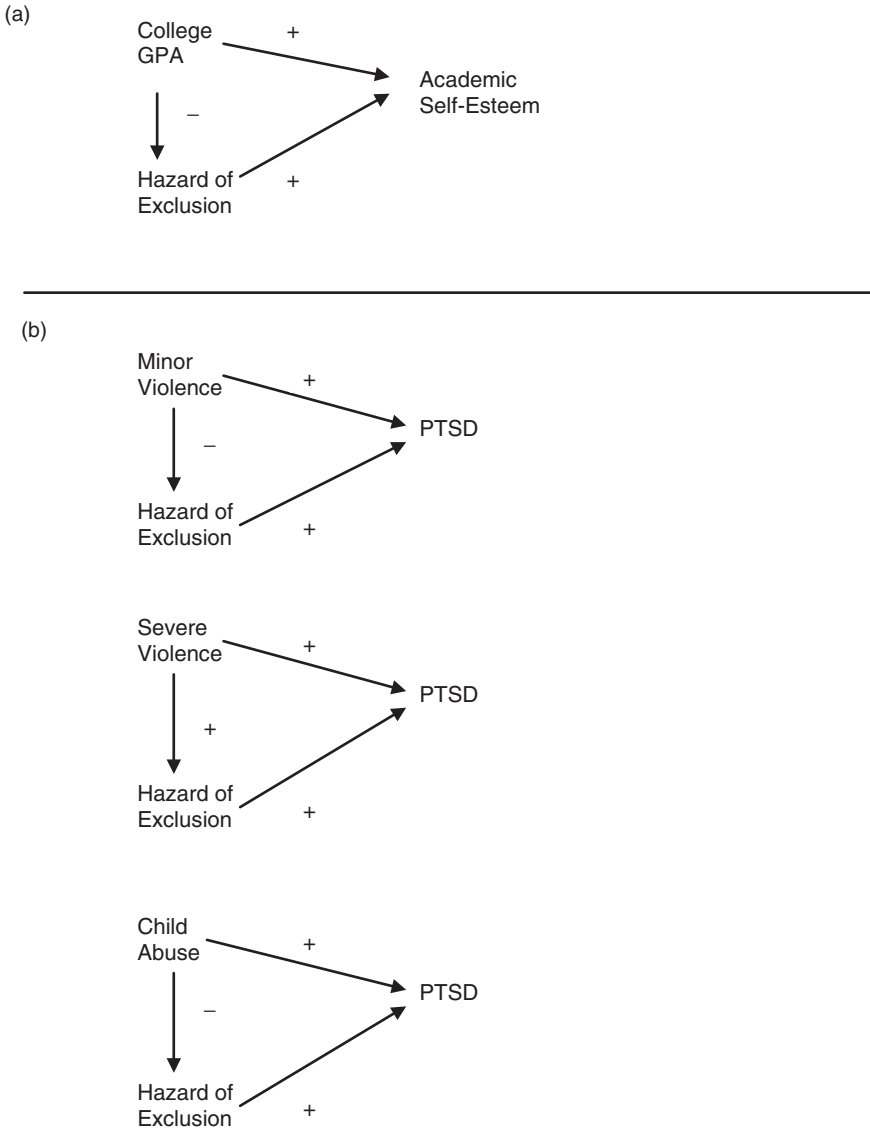 (a)
College
GPA
+
Academic
Self-Esteem
–
Hazard of
Exclusion
+
(b)
Minor
Violence
+
PTSD
–
Hazard of
Exclusion
+
Severe
Violence
+
PTSD
+
Hazard of
Exclusion
+
Child
Abuse
+
PTSD
–
Hazard of
Exclusion
+